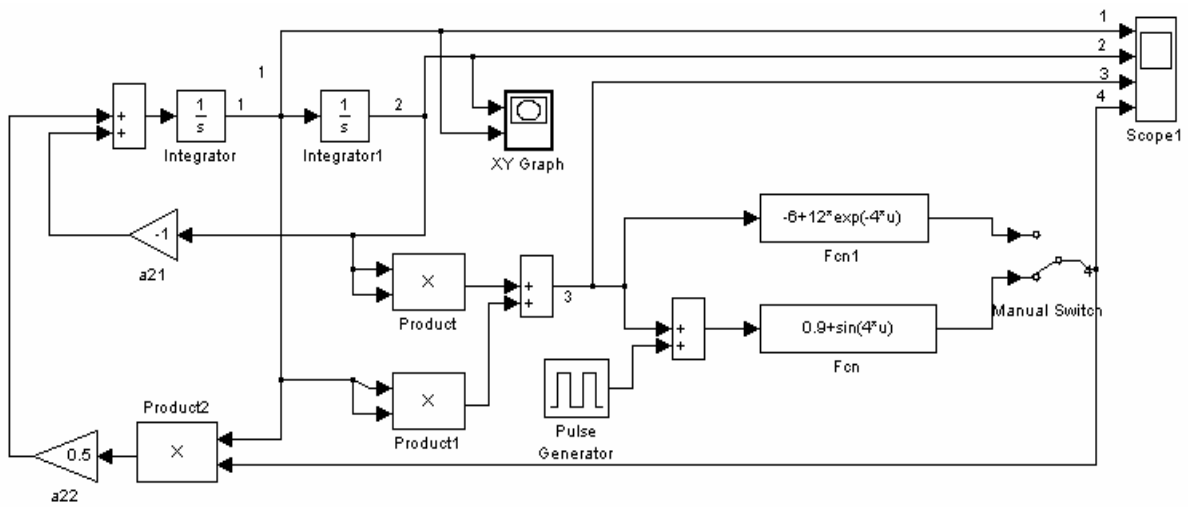 1
2
3
4
Scope1
1
+
+
1
s
1
Integrator
1
s
2
Integrator1
XY Graph
-1
a21
×
Product
+
+
3
-6+12*exp(-4*u)
Fcn1
4
Manual Switch
+
+
0.9+sin(4*u)
Fcn
Pulse
Generator
×
Product1
Product2
×
0.5
a22